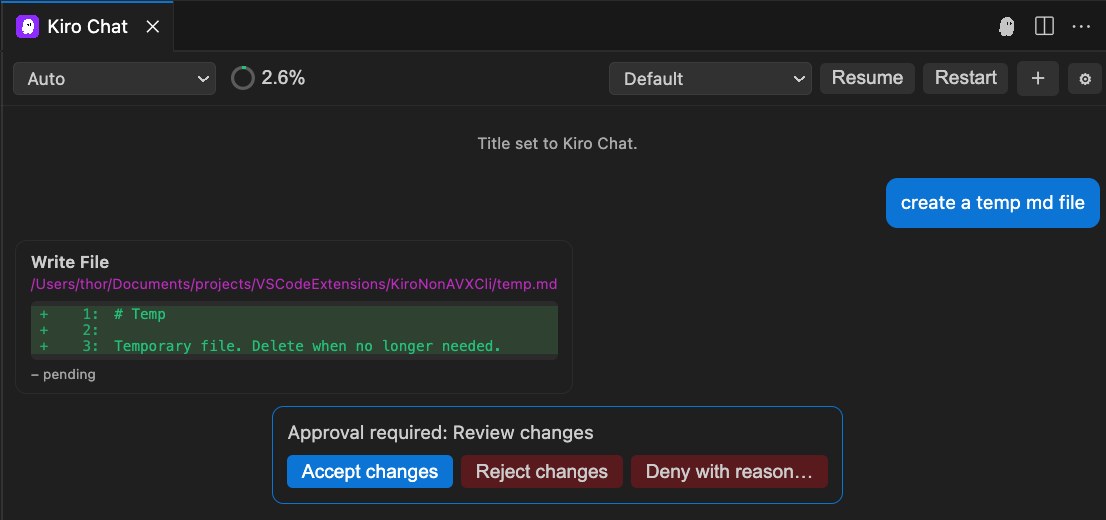 Kiro Chat
Auto
2.6%
Default
Resume
Restart
Title set to Kiro Chat.
create a temp md file
Write File
/Users/thor/Documents/projects/VSCodeExtensions/KiroNonAVXCli/temp.md
+ 1: # Temp
+ 2:
+ 3: Temporary file. Delete when no longer needed.
– pending
Approval required: Review changes
Accept changes
Reject changes
Deny with reason…